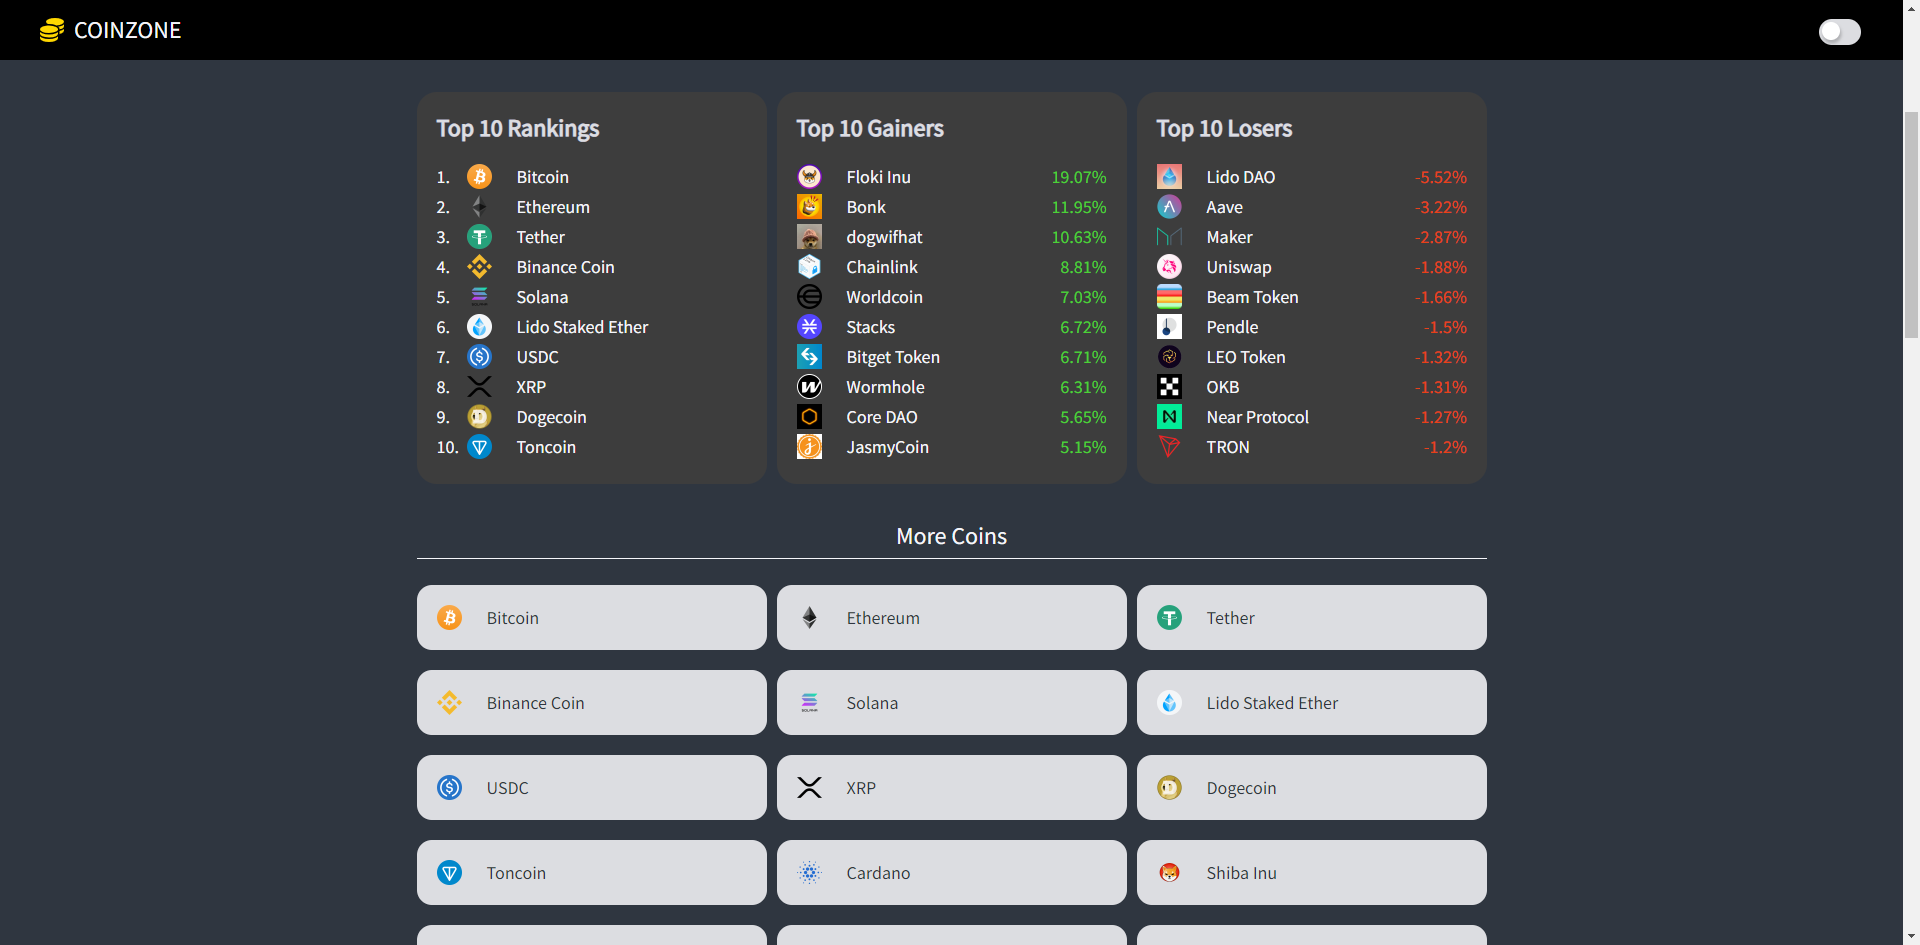 COINZONE
Top 10 Rankings
1. Bitcoin
2. Ethereum
3. Tether
4. Binance Coin
5. Solana
6. Lido Staked Ether
7. USDC
8. XRP
9. Dogecoin
10. Toncoin
Top 10 Gainers
Floki Inu 19.07%
Bonk 11.95%
dogwifhat 10.63%
Chainlink 8.81%
Worldcoin 7.03%
Stacks 6.72%
Bitget Token 6.71%
Wormhole 6.31%
Core DAO 5.65%
JasmyCoin 5.15%
Top 10 Losers
Lido DAO -5.52%
Aave -3.22%
Maker -2.87%
Uniswap -1.88%
Beam Token -1.66%
Pendle -1.5%
LEO Token -1.32%
OKB -1.31%
Near Protocol -1.27%
TRON -1.2%
More Coins
Bitcoin
Ethereum
Tether
Binance Coin
Solana
Lido Staked Ether
USDC
XRP
Dogecoin
Toncoin
Cardano
Shiba Inu